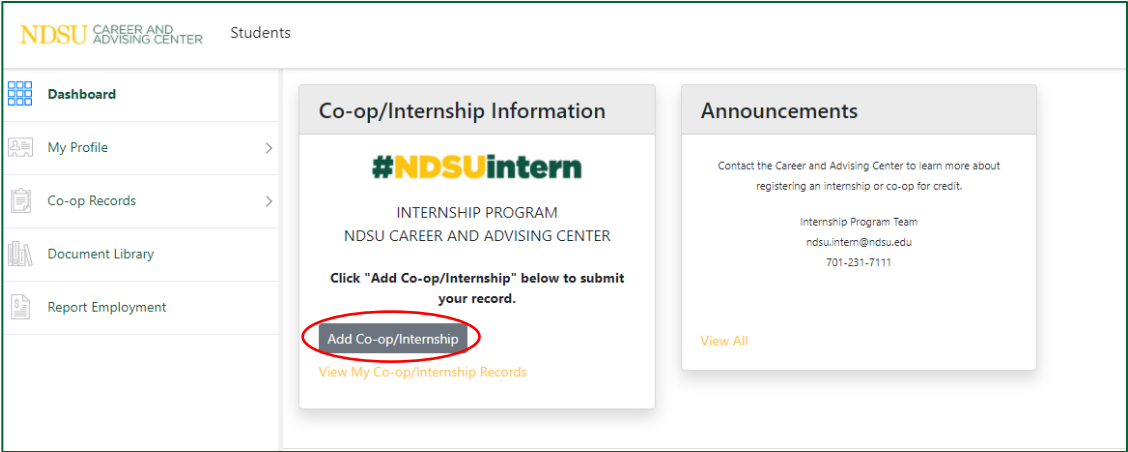 NDSU CAREER AND
ADVISING CENTER
Students
Dashboard
My Profile
Co-op Records
Document Library
Report Employment
Co-op/Internship Information
#NDSUintern
INTERNSHIP PROGRAM
NDSU CAREER AND ADVISING CENTER
Click "Add Co-op/Internship" below to submit
your record.
Add Co-op/Internship
View My Co-op/Internship Records
Announcements
Contact the Career and Advising Center to learn more about
registering an internship or co-op for credit.
Internship Program Team
ndsu.intern@ndsu.edu
701-231-7111
View All